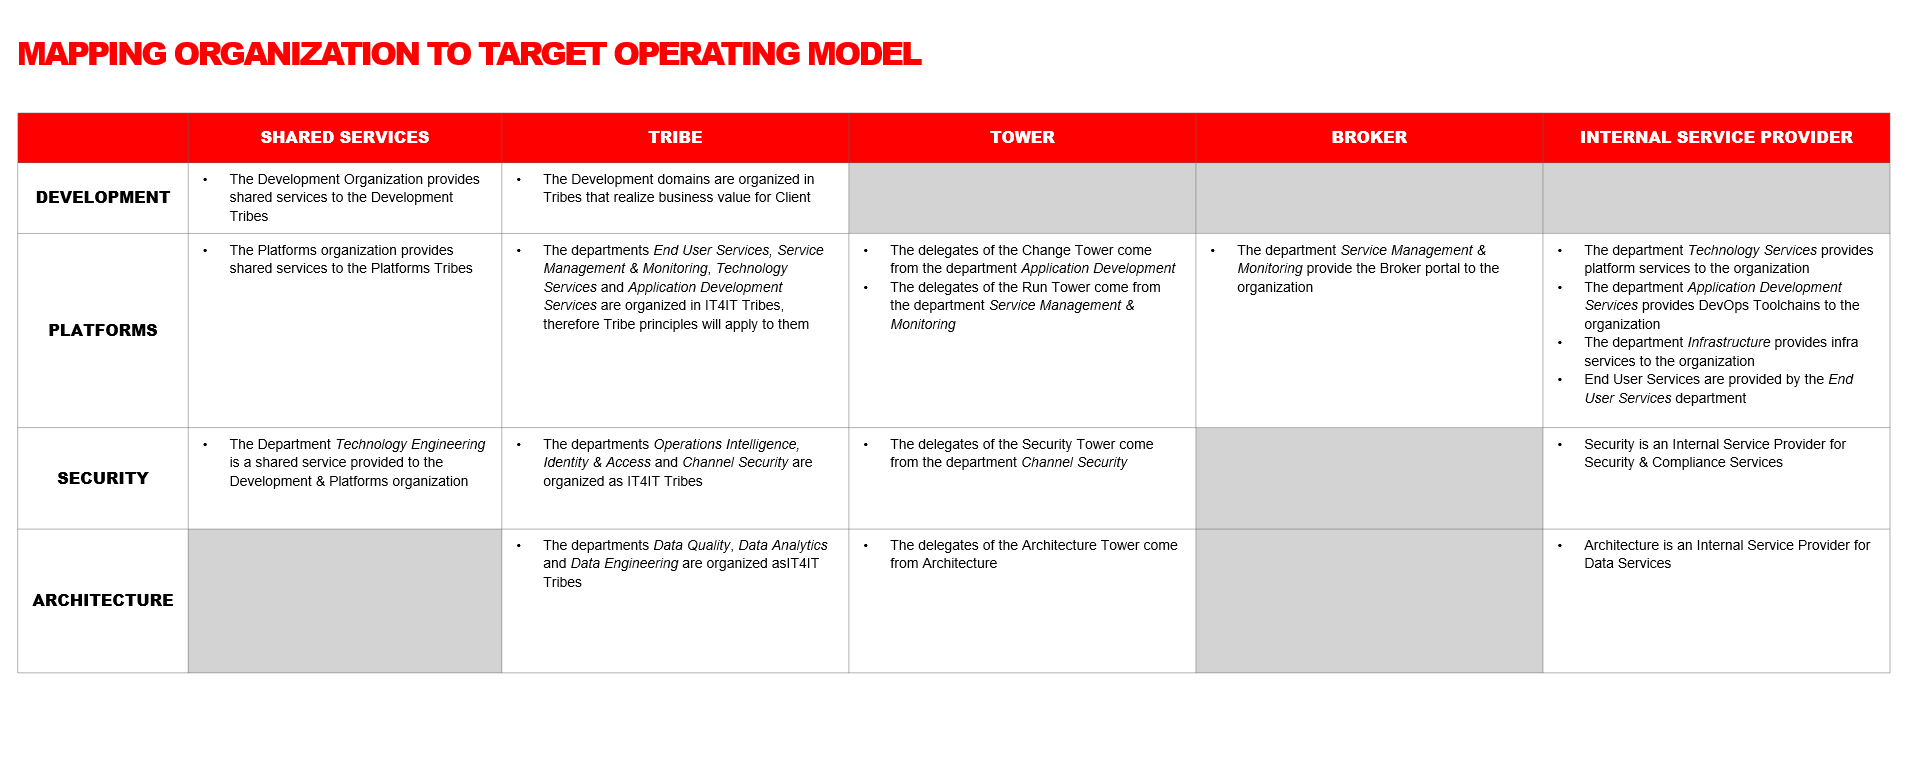 MAPPING ORGANIZATION TO TARGET OPERATING MODEL
SHARED SERVICES
TRIBE
TOWER
BROKER
INTERNAL SERVICE PROVIDER
DEVELOPMENT
• The Development Organization provides
shared services to the Development
Tribes
• The Development domains are organized in
Tribes that realize business value for Client
PLATFORMS
• The Platforms organization provides
shared services to the Platforms Tribes
• The departments End User Services, Service
Management & Monitoring, Technology
Services and Application Development
Services are organized in IT4IT Tribes,
therefore Tribe principles will apply to them
• The delegates of the Change Tower come
from the department Application Development
• The delegates of the Run Tower come from
the department Service Management &
Monitoring
• The department Service Management &
Monitoring provide the Broker portal to the
organization
• The department Technology Services provides
platform services to the organization
• The department Application Development
Services provides DevOps Toolchains to the
organization
• The department Infrastructure provides infra
services to the organization
• End User Services are provided by the End
User Services department
SECURITY
• The Department Technology Engineering
is a shared service provided to the
Development & Platforms organization
• The departments Operations Intelligence,
Identity & Access and Channel Security are
organized as IT4IT Tribes
• The delegates of the Security Tower come
from the department Channel Security
• Security is an Internal Service Provider for
Security & Compliance Services
ARCHITECTURE
• The departments Data Quality, Data Analytics
and Data Engineering are organized asIT4IT
Tribes
• The delegates of the Architecture Tower come
from Architecture
• Architecture is an Internal Service Provider for
Data Services